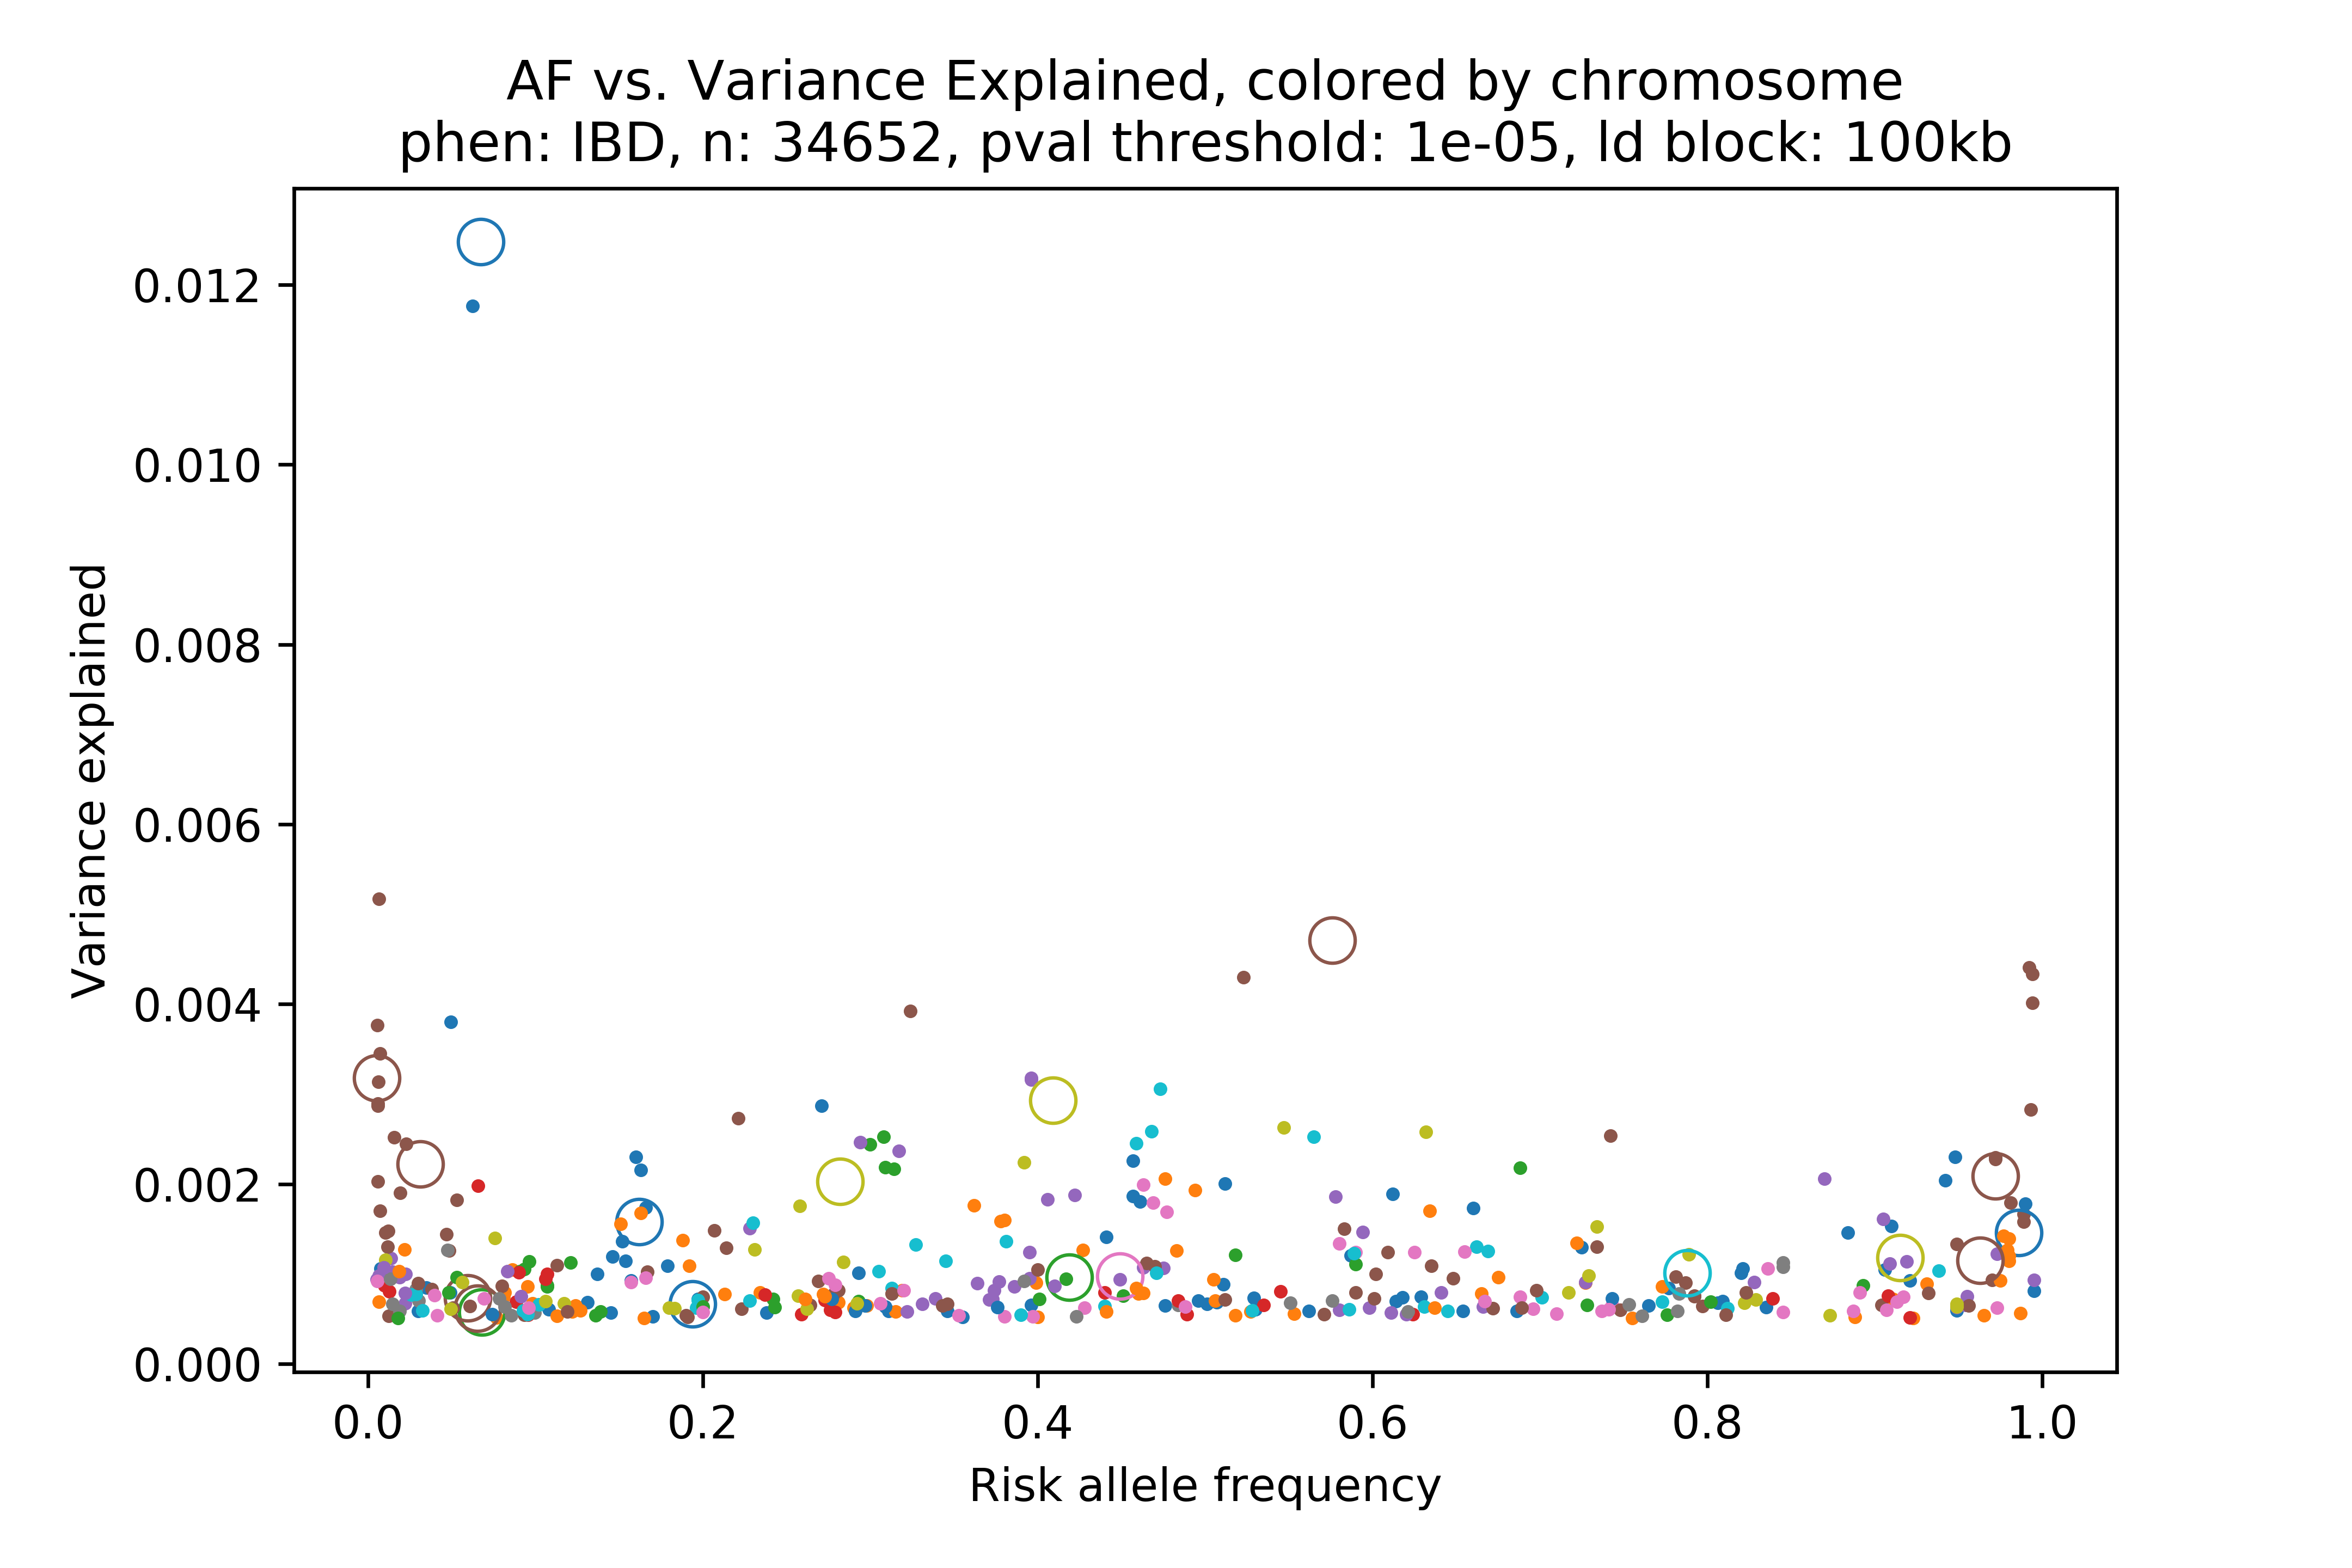 AF vs. Variance Explained, colored by chromosome
phen: IBD, n: 34652, pval threshold: 1e-05, ld block: 100kb
0.012
0.010
0.008
0.006
0.004
0.002
0.000
Variance explained
0.0 0.2 0.4 0.6 0.8 1.0
Risk allele frequency